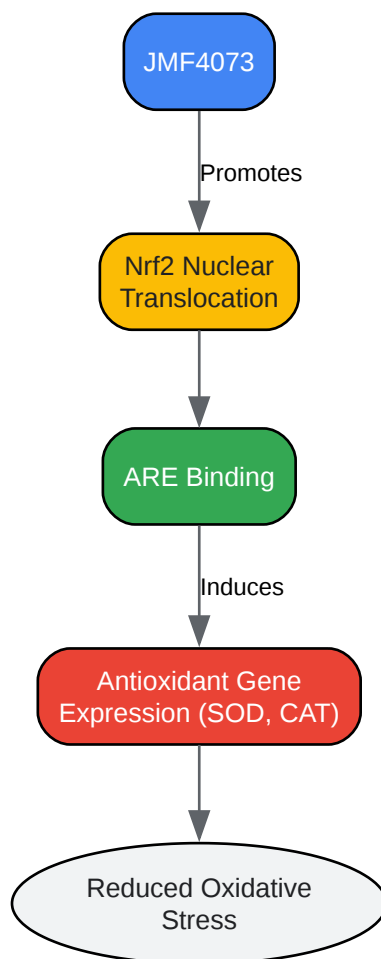 JMF4073
Promotes
Nrf2 Nuclear
Translocation
ARE Binding
Induces
Antioxidant Gene
Expression (SOD, CAT)
Reduced Oxidative
Stress